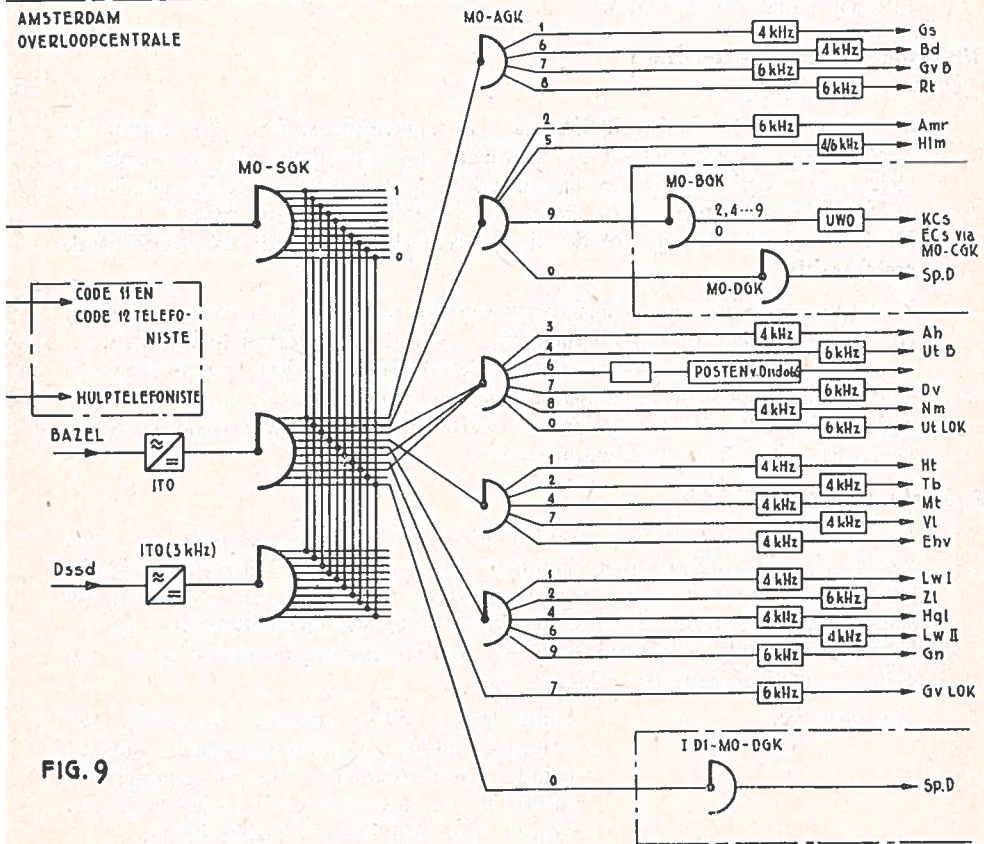 AMSTERDAM
OVERLOOPCENTRALE
MO-AGK
1
4 kHz
Gs
6
4 kHz
Bd
7
6 kHz
GvB
8
6 kHz
Rt
2
6 kHz
Amr
5
4/6 kHz
Hlm
MO-SGK
1
0
MO-BGK
9
2,4···9
UWO
KCs
0
ECs via
MO-CGK
0
MO-DGK
Sp.D
CODE 11 EN
CODE 12 TELEFO-
NISTE
HULPTELEFONISTE
3
4 kHz
Ah
4
6 kHz
Ut B
6
POSTEN v.
7
6 kHz
Dv
8
4 kHz
Nm
0
6 kHz
Ut LOK
BAZEL
ITO
1
4 kHz
Ht
2
4 kHz
Tb
4
4 kHz
Mt
7
4 kHz
Vl
4 kHz
Ehv
Dssd
ITO (3 kHz)
1
4 kHz
Lw I
2
6 kHz
Zl
4
4 kHz
Hgl
6
4 kHz
Lw II
9
6 kHz
Gn
7
6 kHz
Gv LOK
I DI-MO-DGK
0
Sp.D
FIG. 9